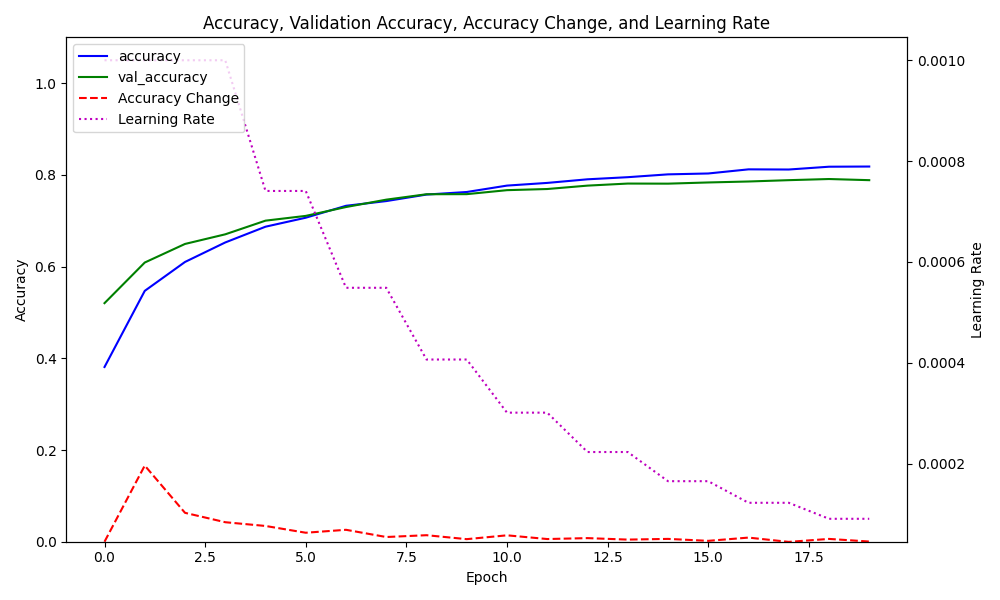 Accuracy, Validation Accuracy, Accuracy Change, and Learning Rate
accuracy
val_accuracy
Accuracy Change
Learning Rate
Accuracy
1.0
0.8
0.6
0.4
0.2
0.0
0.0 2.5 5.0 7.5 10.0 12.5 15.0 17.5
Epoch
0.0010
0.0008
0.0006
0.0004
0.0002
Learning Rate